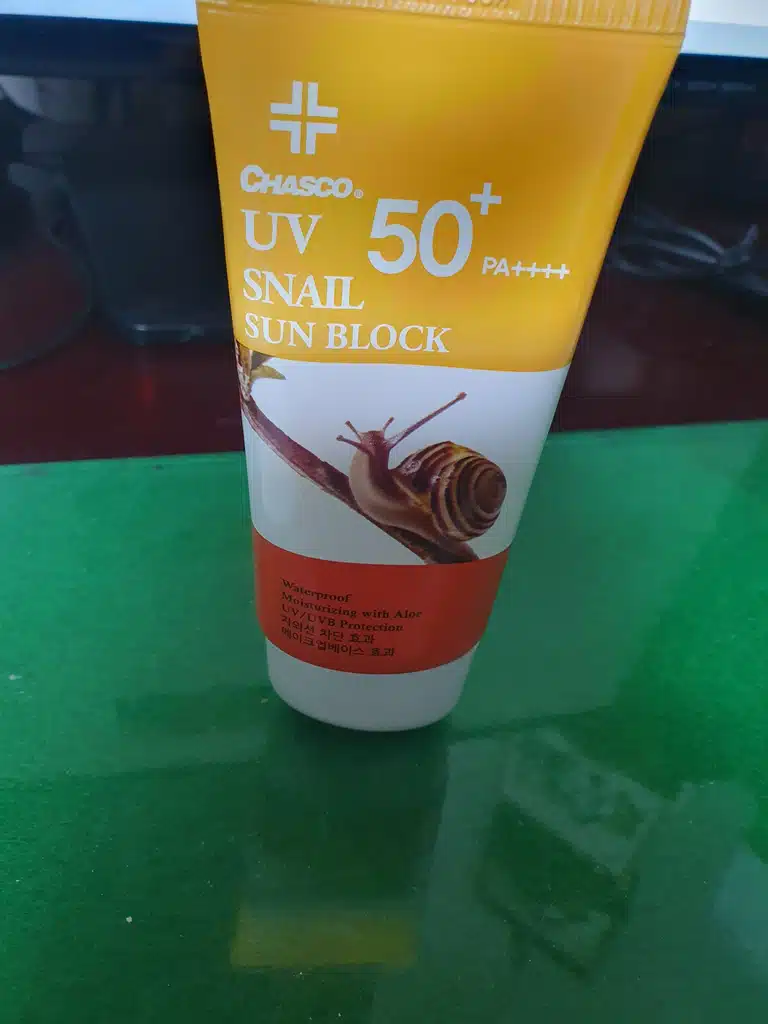 CHASCO®
UV
50+
PA++++
SNAIL
SUN BLOCK
Waterproof
Moisturizing with Aloe
UV/UVB Protection
자외선 차단 효과
메이크업베이스 효과